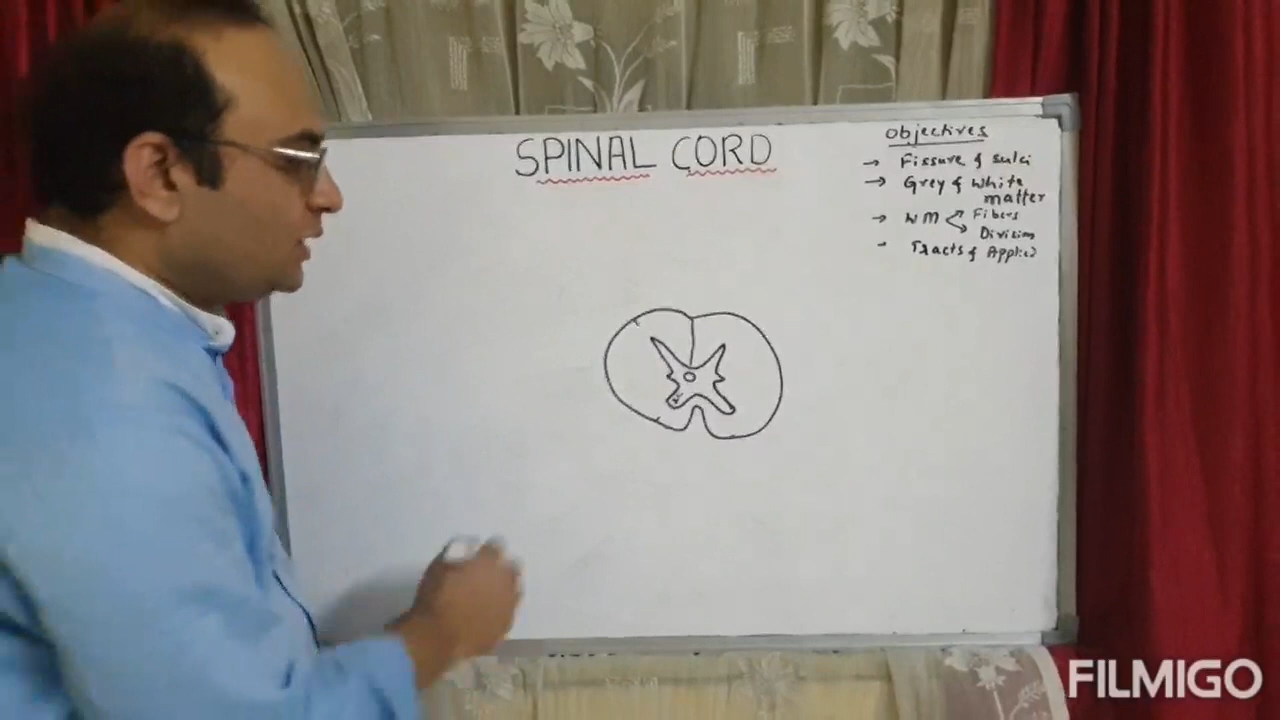 SPINAL CORD
Objectives
→ Fissure & sulci
→ Grey & White
matter
→ WM < Fibers
Division
- Tracts & Applied
FILMIGO